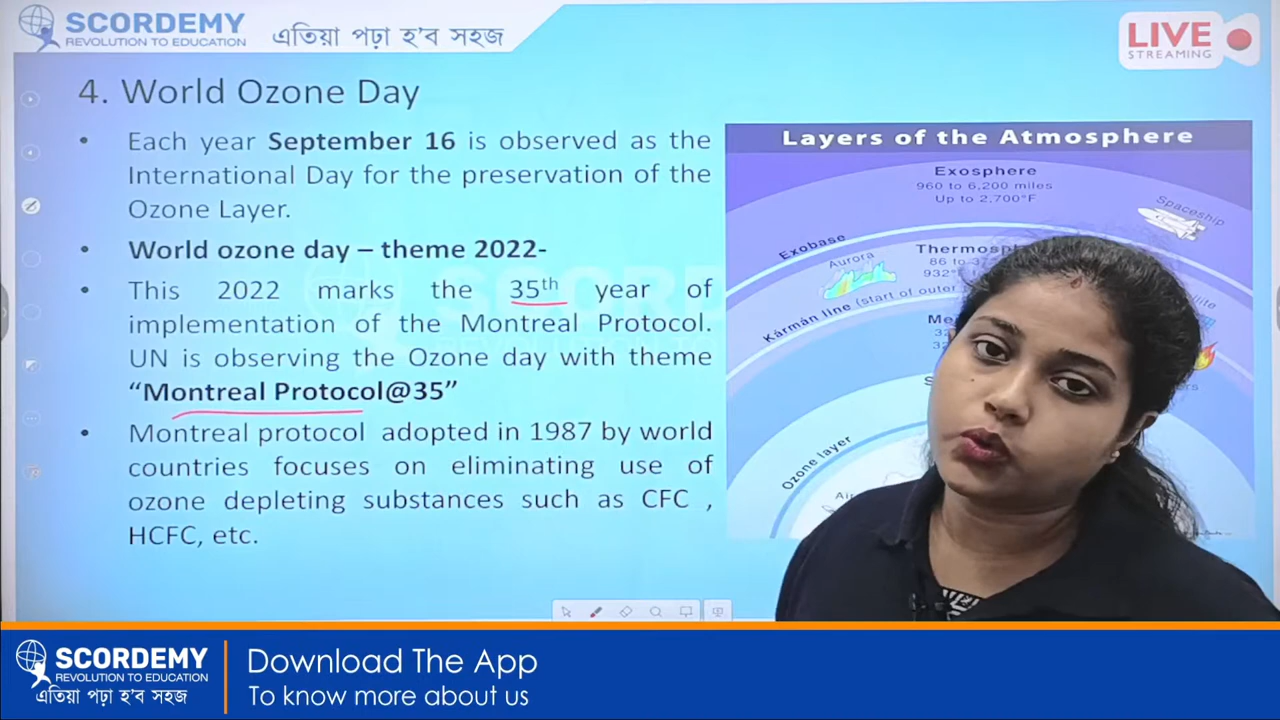 SCORDEMY
REVOLUTION TO EDUCATION
এতিয়া পঢ়া হ'ব সহজ
LIVE
STREAMING
4. World Ozone Day
• Each year September 16 is observed as the
International Day for the preservation of the
Ozone Layer.
• World ozone day – theme 2022-
• This 2022 marks the 35th year of
implementation of the Montreal Protocol.
UN is observing the Ozone day with theme
“Montreal Protocol@35”
• Montreal protocol adopted in 1987 by world
countries focuses on eliminating use of
ozone depleting substances such as CFC ,
HCFC, etc.
Layers of the Atmosphere
Exosphere
960 to 6,200 miles
Up to 2,700°F
Spaceship
Exobase
Aurora
86 to
932°
Kármán line (start of outer
Ozone layer
SCORDEMY
REVOLUTION TO EDUCATION
এতিয়া পঢ়া হ'ব সহজ
Download The App
To know more about us